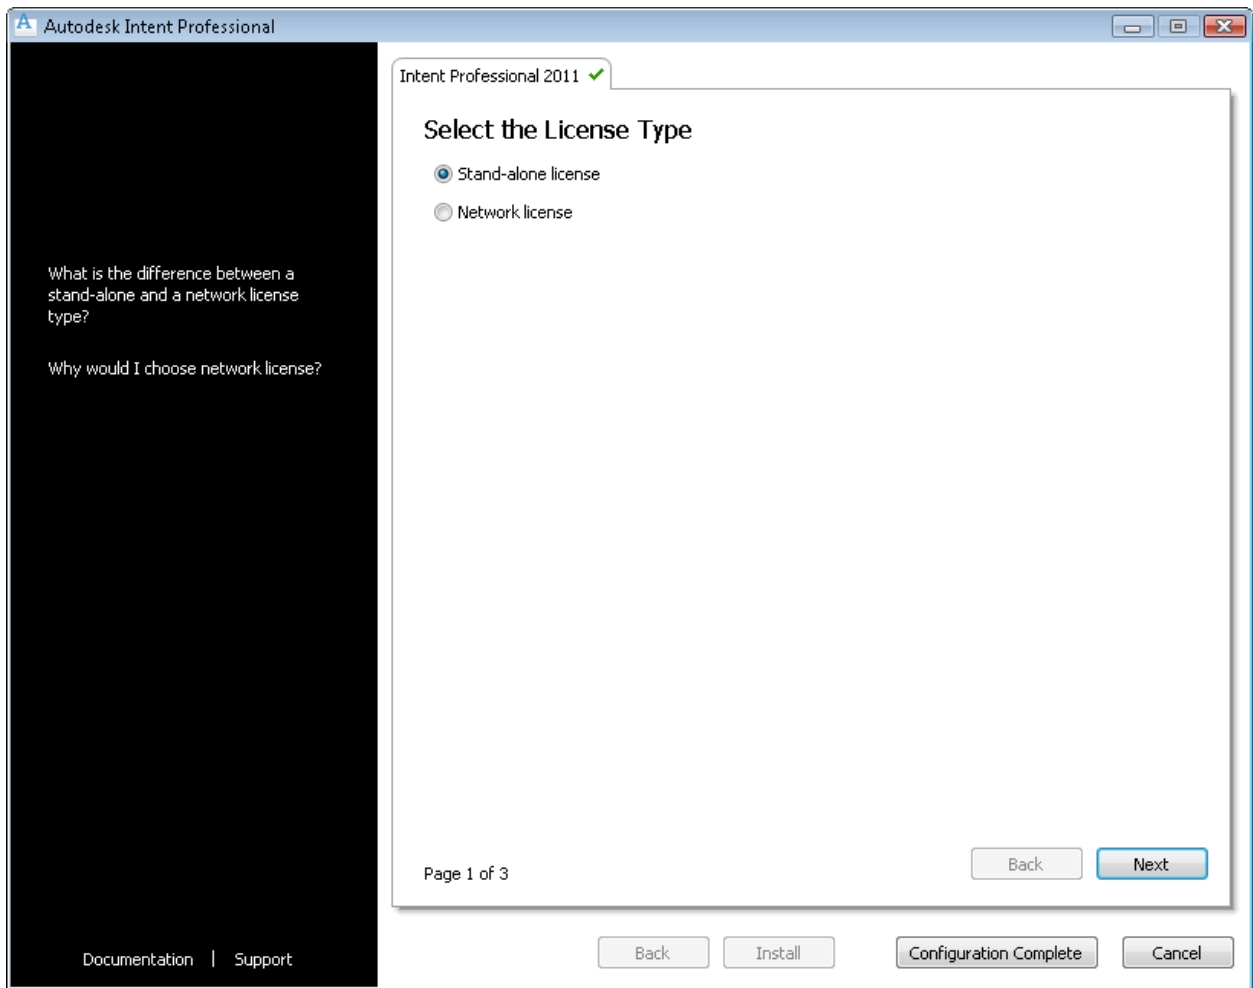 Autodesk Intent Professional
Intent Professional 2011
Select the License Type
Stand-alone license
Network license
What is the difference between a
stand-alone and a network license
type?
Why would I choose network license?
Page 1 of 3
Back
Next
Documentation | Support
Back
Install
Configuration Complete
Cancel